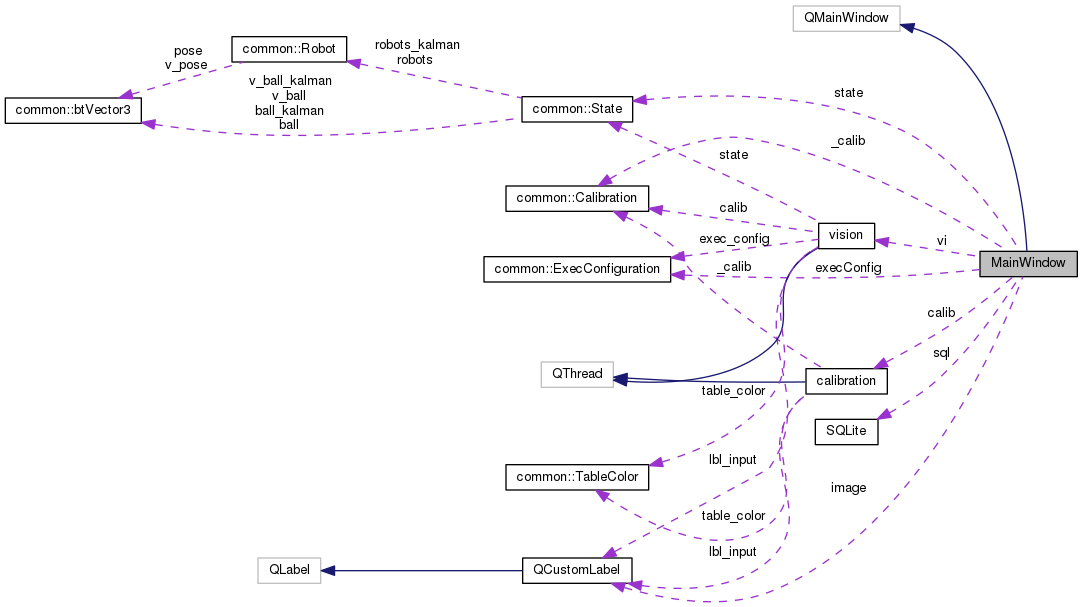 QMainWindow
pose
v_pose
common::Robot
robots_kalman
robots
common::btVector3
v_ball_kalman
v_ball
ball_kalman
ball
common::State
state
_calib
state
common::Calibration
calib
vision
vi
exec_config
common::ExecConfiguration
_calib
execConfig
MainWindow
calib
sql
QThread
calibration
table_color
SQLite
lbl_input
common::TableColor
image
table_color
lbl_input
QLabel
QCustomLabel